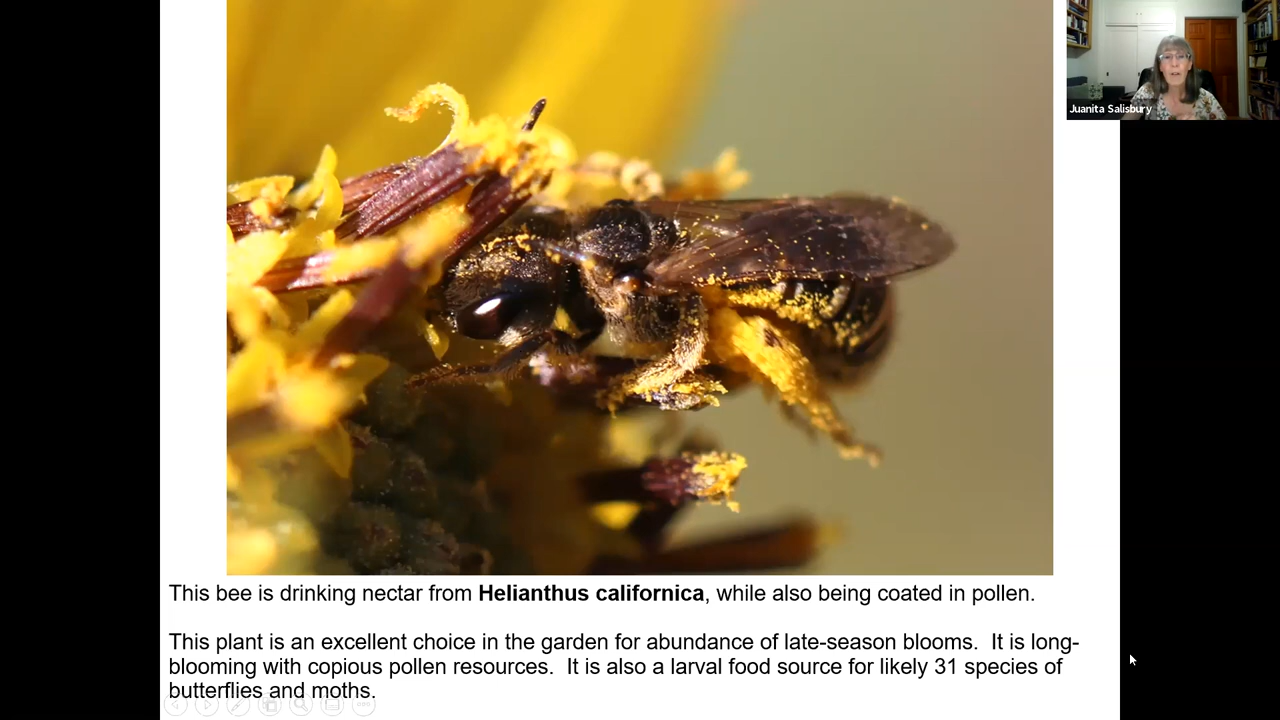 Juanita Salisbury
This bee is drinking nectar from Helianthus californica, while also being coated in pollen.
This plant is an excellent choice in the garden for abundance of late-season blooms.  It is long-
blooming with copious pollen resources.  It is also a larval food source for likely 31 species of
butterflies and moths.